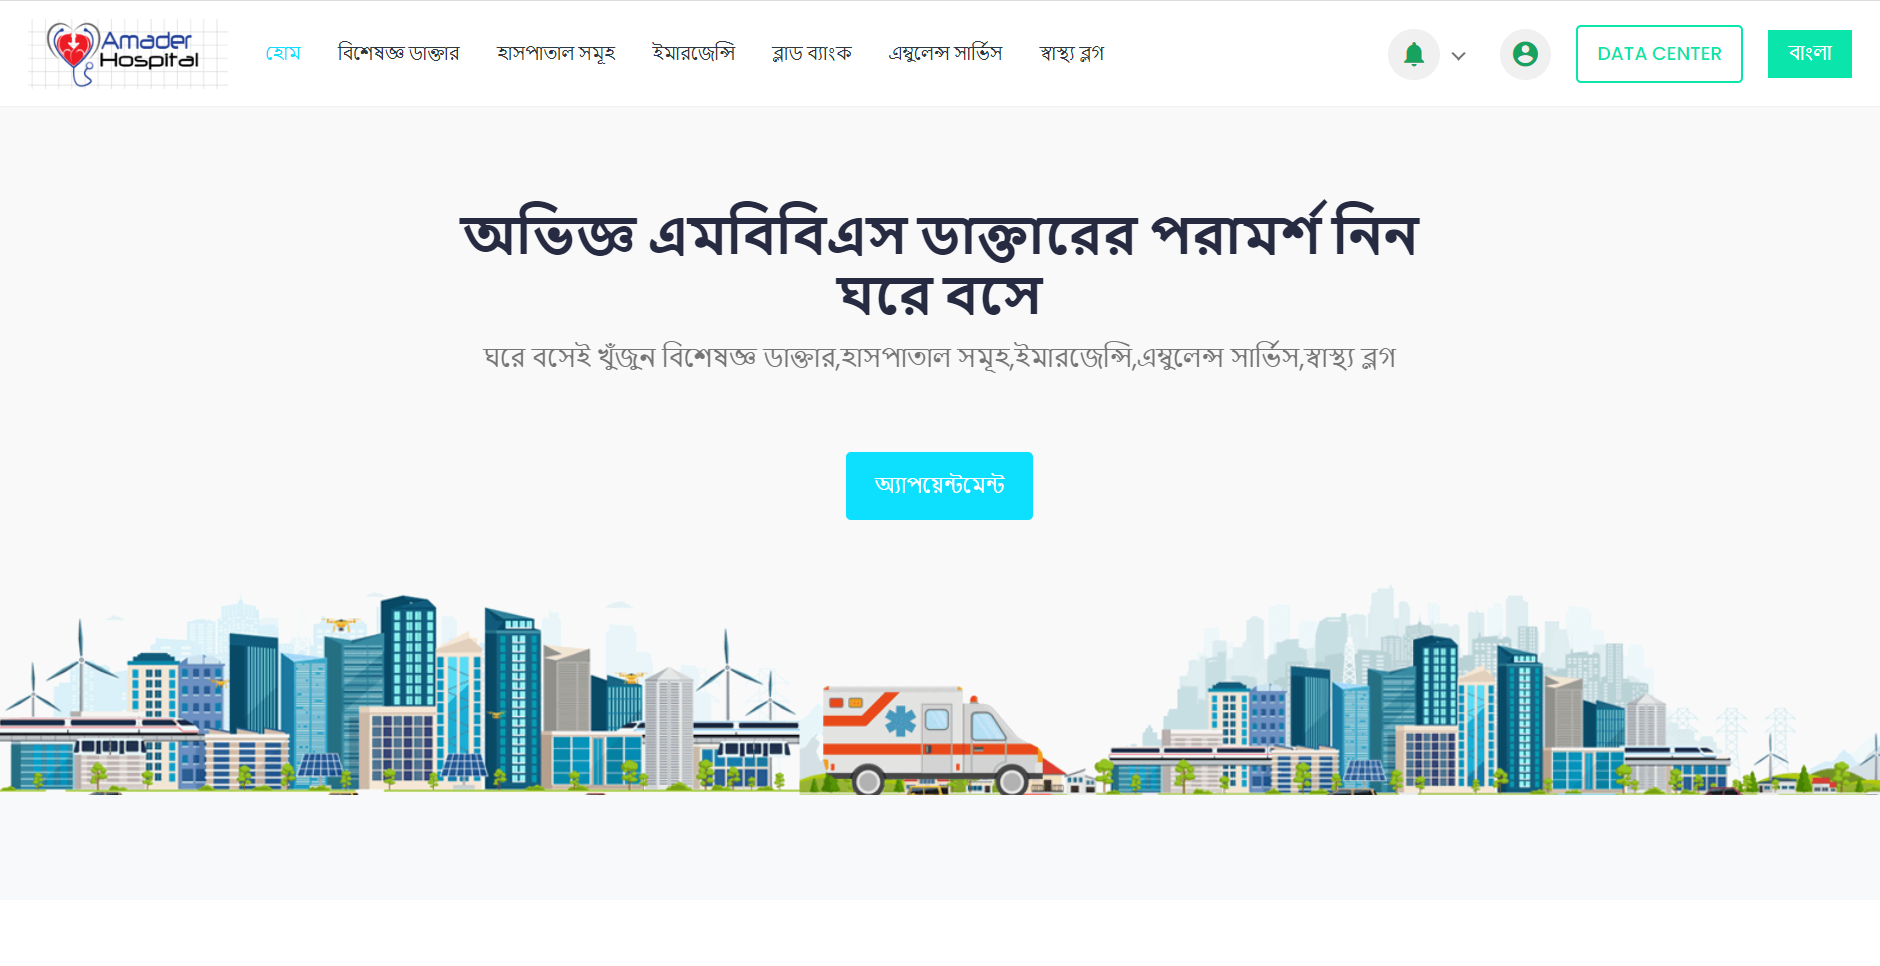 Amader
Hospital
হোম
বিশেষজ্ঞ ডাক্তার
হাসপাতাল সমূহ
ইমারজেন্সি
ব্লাড ব্যাংক
এম্বুলেন্স সার্ভিস
স্বাস্থ্য ব্লগ
DATA CENTER
বাংলা
অভিজ্ঞ এমবিবিএস ডাক্তারের পরামর্শ নিন
ঘরে বসে
ঘরে বসেই খুঁজুন বিশেষজ্ঞ ডাক্তার,হাসপাতাল সমূহ,ইমারজেন্সি,এম্বুলেন্স সার্ভিস,স্বাস্থ্য ব্লগ
অ্যাপয়েন্টমেন্ট